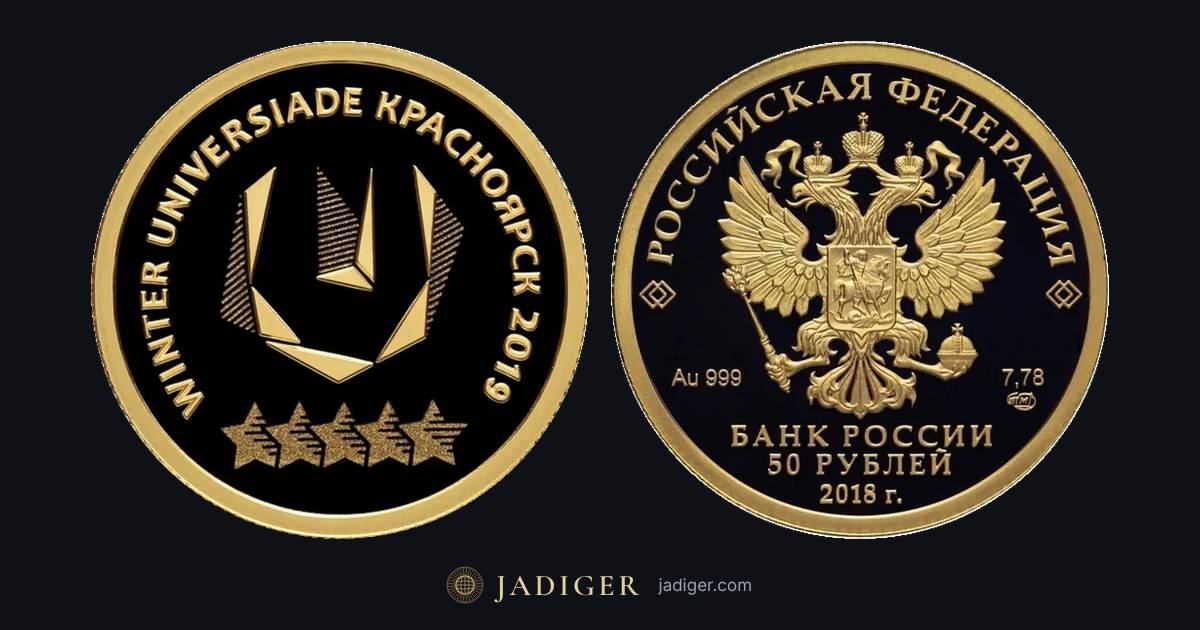 WINTER UNIVERSIADE КРАСНОЯРСК 2019
РОССИЙСКАЯ ФЕДЕРАЦИЯ
Au 999
7,78
БАНК РОССИИ
50 РУБЛЕЙ
2018 г.
JADIGER jadiger.com